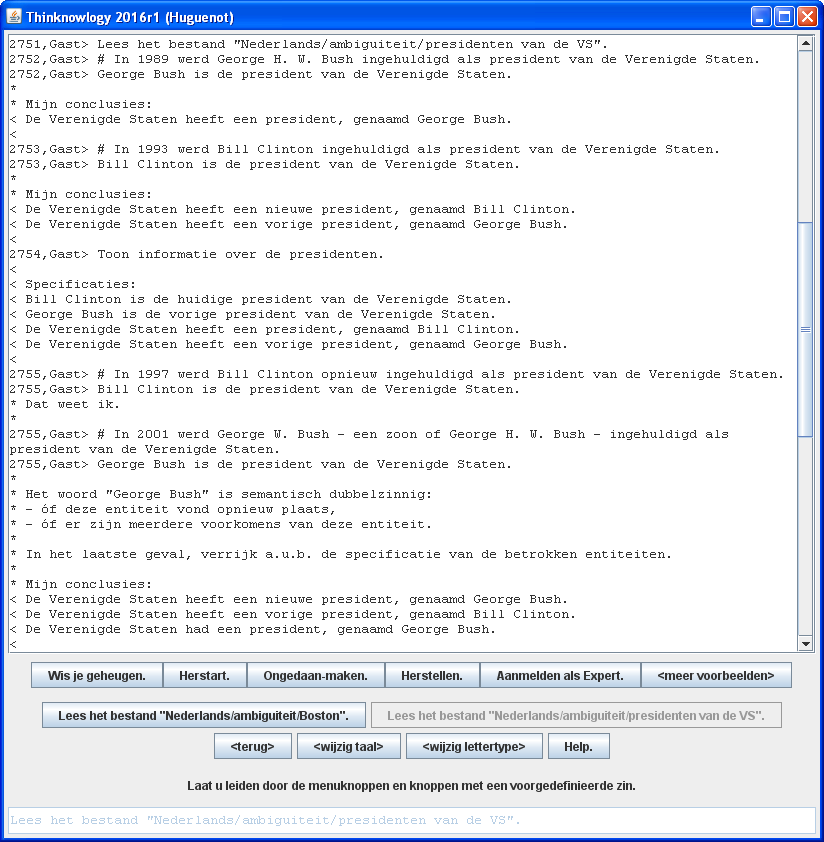 Thinknowlogy 2016r1 (Huguenot)
2751,Gast> Lees het bestand "Nederlands/ambiguiteit/presidenten van de VS".
2752,Gast> # In 1989 werd George H. W. Bush ingehuldigd als president van de Verenigde Staten.
2752,Gast> George Bush is de president van de Verenigde Staten.
*
* Mijn conclusies:
< De Verenigde Staten heeft een president, genaamd George Bush.
<
2753,Gast> # In 1993 werd Bill Clinton ingehuldigd als president van de Verenigde Staten.
2753,Gast> Bill Clinton is de president van de Verenigde Staten.
*
* Mijn conclusies:
< De Verenigde Staten heeft een nieuwe president, genaamd Bill Clinton.
< De Verenigde Staten heeft een vorige president, genaamd George Bush.
<
2754,Gast> Toon informatie over de presidenten.
<
< Specificaties:
< Bill Clinton is de huidige president van de Verenigde Staten.
< George Bush is de vorige president van de Verenigde Staten.
< De Verenigde Staten heeft een president, genaamd Bill Clinton.
< De Verenigde Staten heeft een vorige president, genaamd George Bush.
<
2755,Gast> # In 1997 werd Bill Clinton opnieuw ingehuldigd als president van de Verenigde Staten.
2755,Gast> Bill Clinton is de president van de Verenigde Staten.
* Dat weet ik.
*
2755,Gast> # In 2001 werd George W. Bush - een zoon of George H. W. Bush - ingehuldigd als
president van de Verenigde Staten.
2755,Gast> George Bush is de president van de Verenigde Staten.
*
* Het woord "George Bush" is semantisch dubbelzinnig:
* - óf deze entiteit vond opnieuw plaats,
* - óf er zijn meerdere voorkomens van deze entiteit.
*
* In het laatste geval, verrijk a.u.b. de specificatie van de betrokken entiteiten.
*
* Mijn conclusies:
< De Verenigde Staten heeft een nieuwe president, genaamd George Bush.
< De Verenigde Staten heeft een vorige president, genaamd Bill Clinton.
< De Verenigde Staten had een president, genaamd George Bush.
<
Wis je geheugen. Herstart. Ongedaan-maken. Herstellen. Aanmelden als Expert. <meer voorbeelden>
Lees het bestand "Nederlands/ambiguiteit/Boston". Lees het bestand "Nederlands/ambiguiteit/presidenten van de VS".
<terug> <wijzig taal> <wijzig lettertype> Help.
Laat u leiden door de menuknoppen en knoppen met een voorgedefinieerde zin.
Lees het bestand "Nederlands/ambiguiteit/presidenten van de VS".